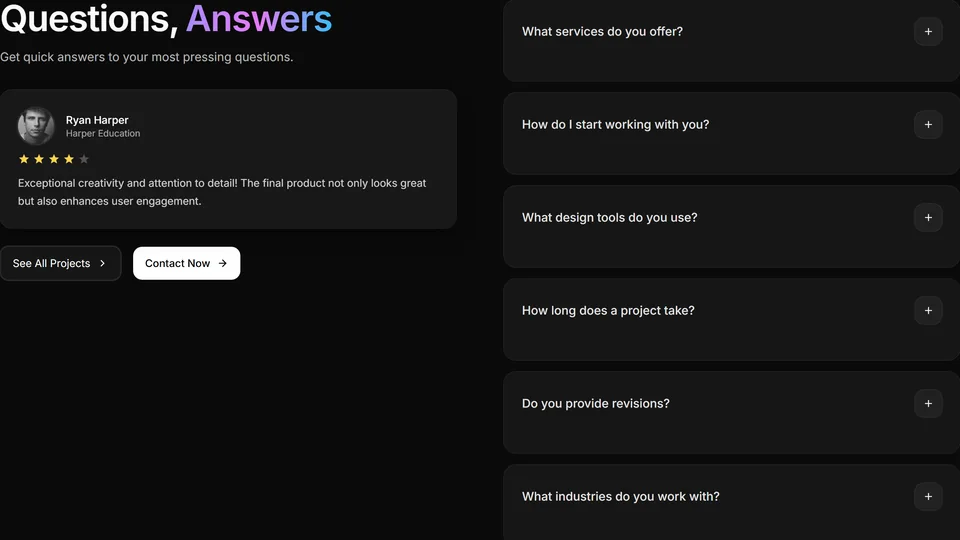 Questions, Answers
Get quick answers to your most pressing questions.
Ryan Harper
Harper Education
Exceptional creativity and attention to detail! The final product not only looks great
but also enhances user engagement.
See All Projects
Contact Now
What services do you offer?
How do I start working with you?
What design tools do you use?
How long does a project take?
Do you provide revisions?
What industries do you work with?